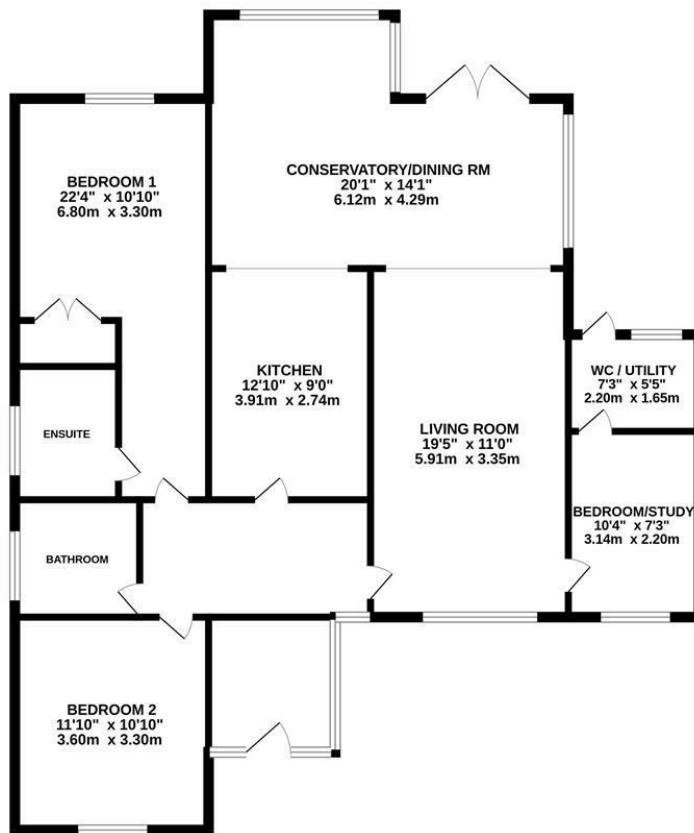 BEDROOM 1
22'4" x 10'10"
6.80m x 3.30m
CONSERVATORY/DINING RM
20'1" x 14'1"
6.12m x 4.29m
KITCHEN
12'10" x 9'0"
3.91m x 2.74m
WC / UTILITY
7'3" x 5'5"
2.20m x 1.65m
ENSUITE
LIVING ROOM
19'5" x 11'0"
5.91m x 3.35m
BEDROOM/STUDY
10'4" x 7'3"
3.14m x 2.20m
BATHROOM
BEDROOM 2
11'10" x 10'10"
3.60m x 3.30m